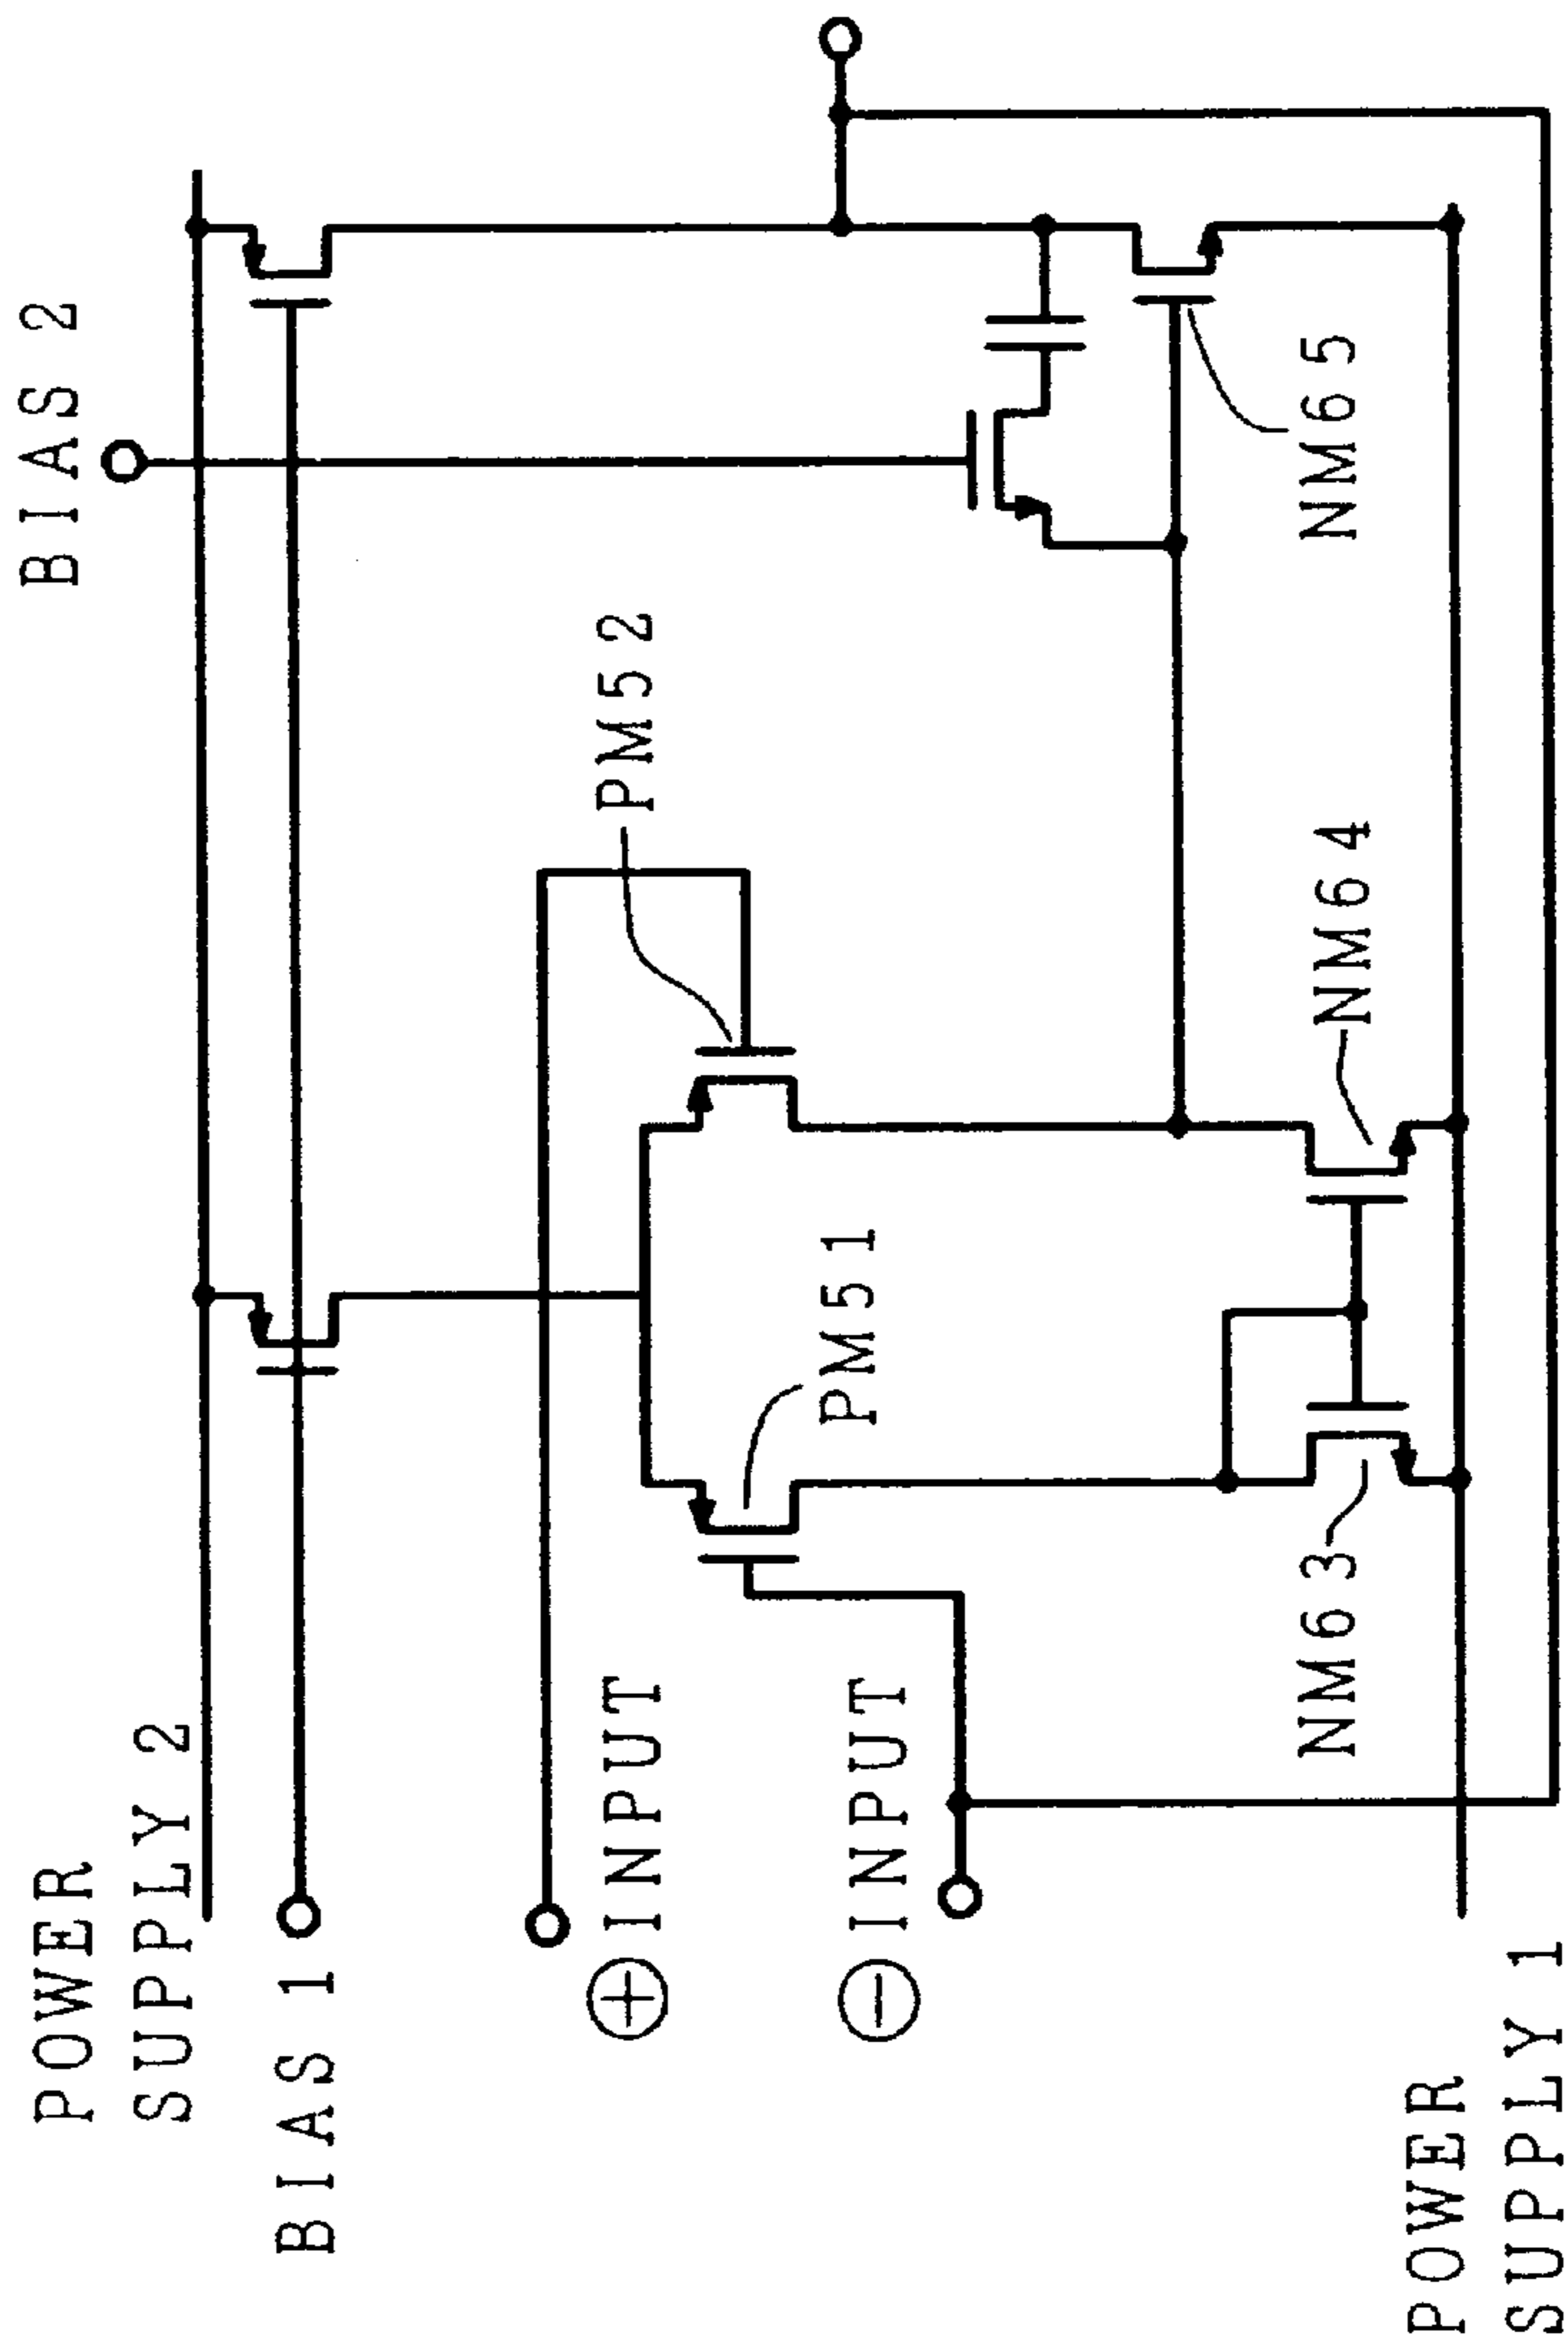 POWER
SUPPLY 2
BIAS 1
BIAS 2
⊕ INPUT
⊖ INPUT
PM52
PM51
NM65
NM64
NM63
POWER
SUPPLY 1